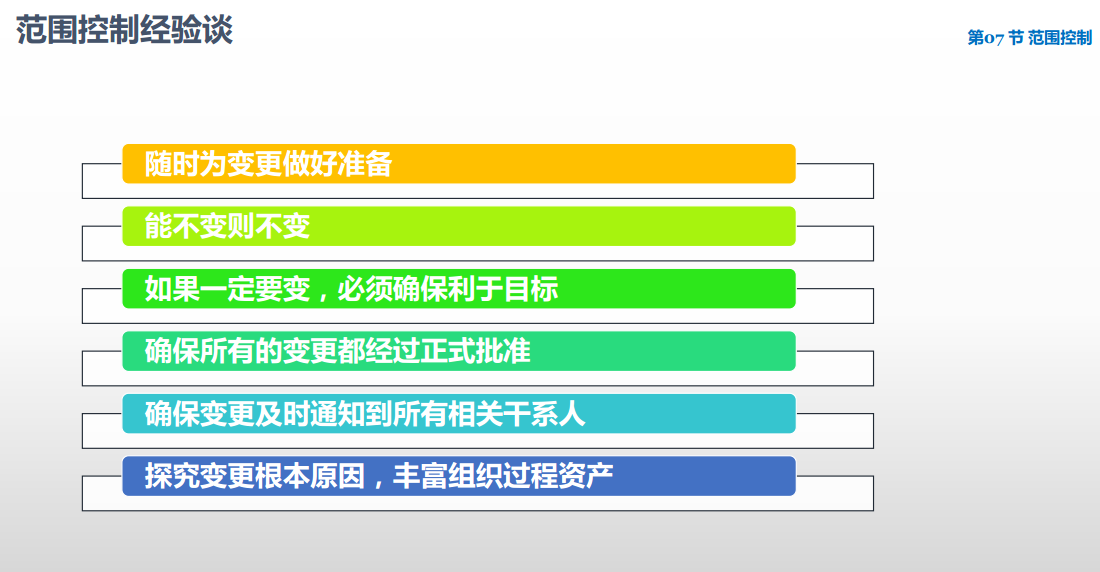 范围控制经验谈
第07节 范围控制
随时为变更做好准备
能不变则不变
如果一定要变，必须确保利于目标
确保所有的变更都经过正式批准
确保变更及时通知到所有相关干系人
探究变更根本原因，丰富组织过程资产